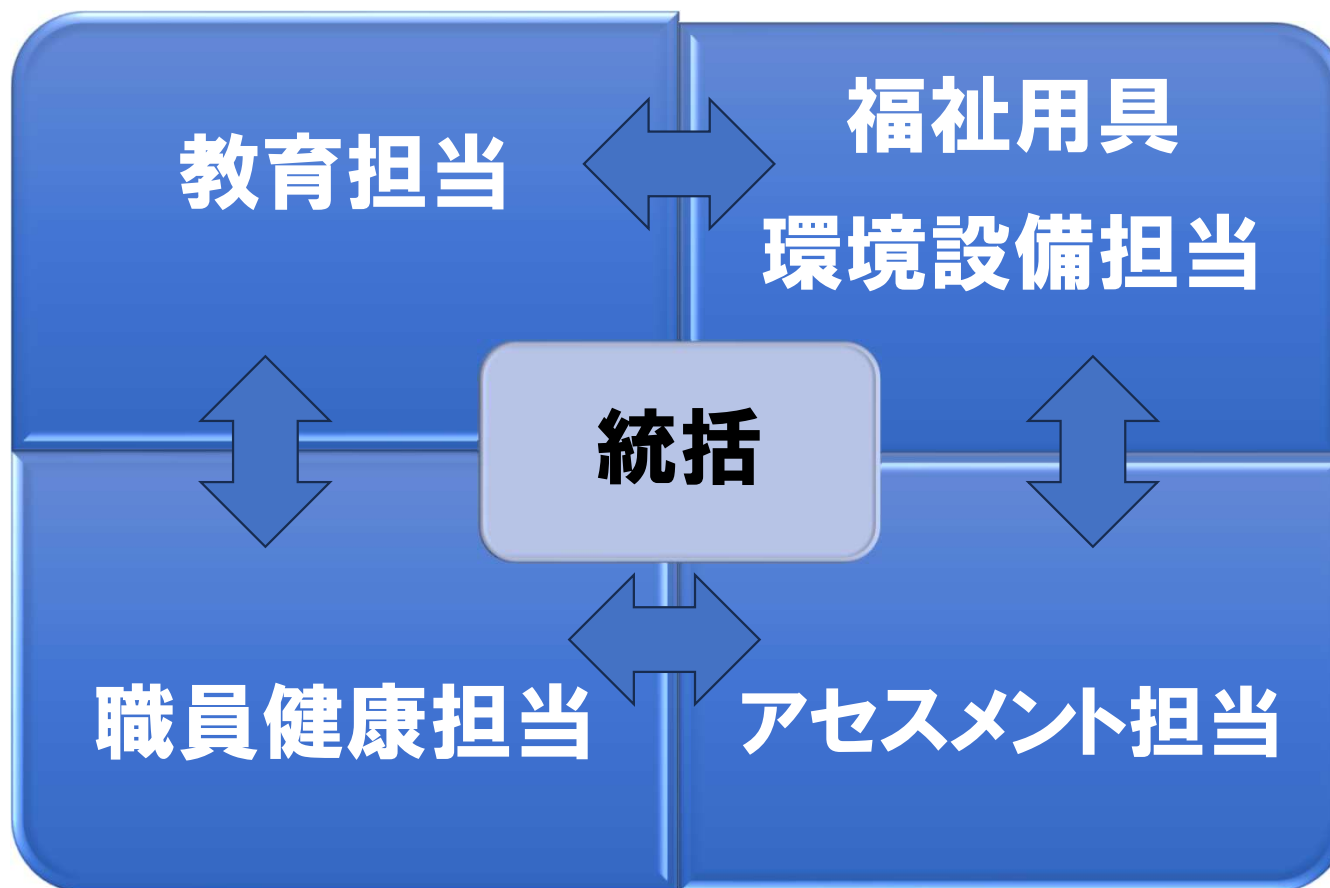 教育担当
福祉用具
環境設備担当
統括
職員健康担当
アセスメント担当